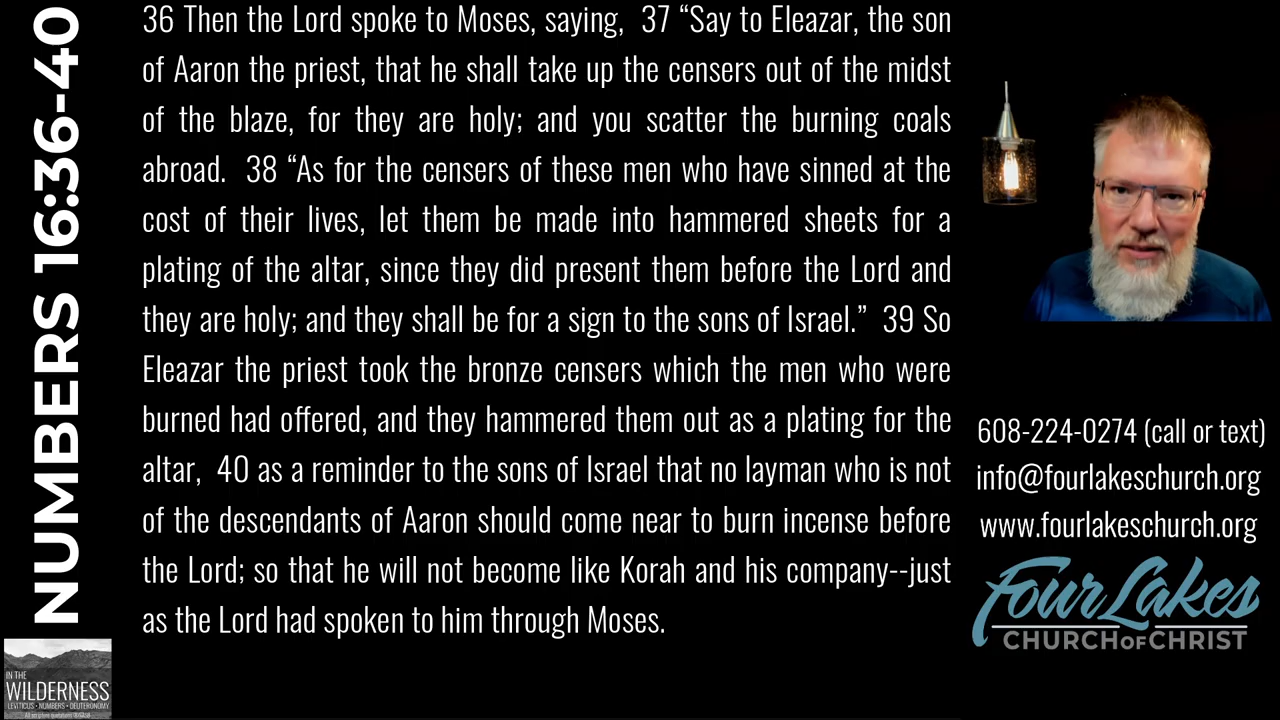 NUMBERS 16:36-40
36 Then the Lord spoke to Moses, saying,  37 “Say to Eleazar, the son
of Aaron the priest, that he shall take up the censers out of the midst
of the blaze, for they are holy; and you scatter the burning coals
abroad.  38 “As for the censers of these men who have sinned at the
cost of their lives, let them be made into hammered sheets for a
plating of the altar, since they did present them before the Lord and
they are holy; and they shall be for a sign to the sons of Israel.”  39 So
Eleazar the priest took the bronze censers which the men who were
burned had offered, and they hammered them out as a plating for the
altar,  40 as a reminder to the sons of Israel that no layman who is not
of the descendants of Aaron should come near to burn incense before
the Lord; so that he will not become like Korah and his company--just
as the Lord had spoken to him through Moses.
608-224-0274 (call or text)
info@fourlakeschurch.org
www.fourlakeschurch.org
Four Lakes
CHURCH OF CHRIST
IN THE
WILDERNESS
LEVITICUS • NUMBERS • DEUTERONOMY